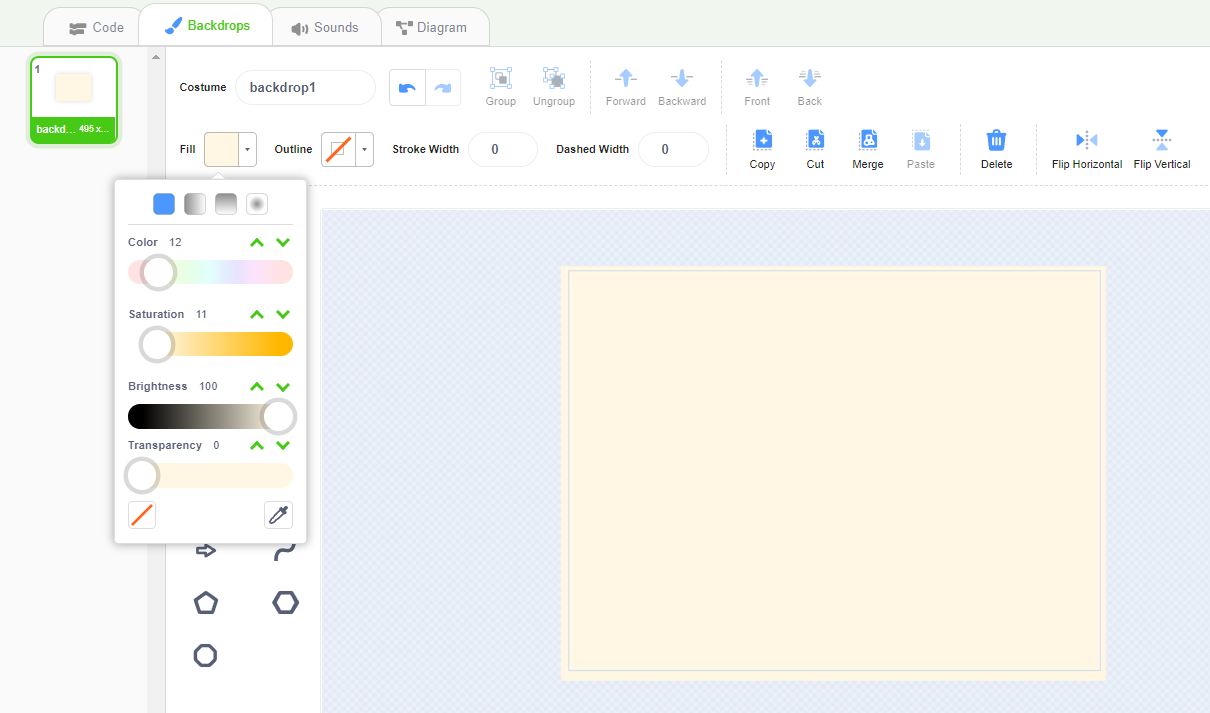 Code
Backdrops
Sounds
Diagram
1
backd... 495 x...
Costume
backdrop1
Group
Ungroup
Forward
Backward
Front
Back
Fill
Outline
Stroke Width
0
Dashed Width
0
Copy
Cut
Merge
Paste
Delete
Flip Horizontal
Flip Vertical
Color 12
Saturation 11
Brightness 100
Transparency 0